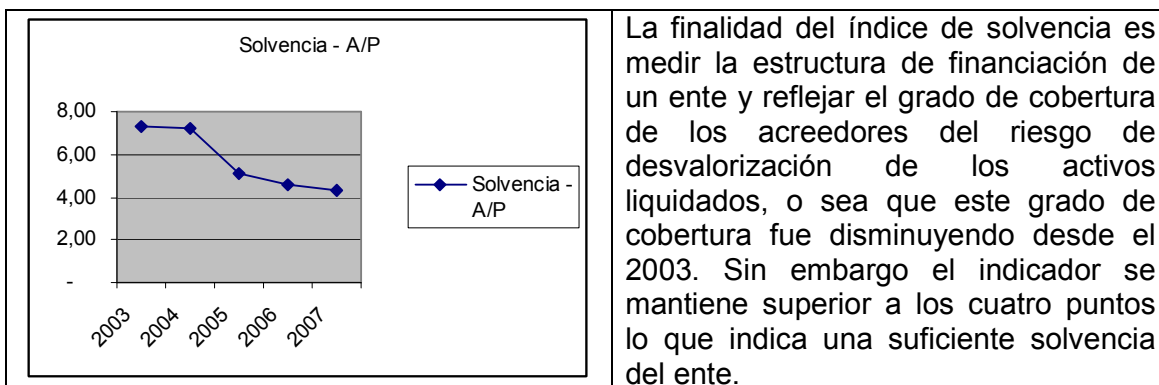 Solvencia - A/P
8,00
6,00
4,00
2,00
-
2003
2004
2005
2006
2007
Solvencia -
A/P
La finalidad del índice de solvencia es
medir la estructura de financiación de
un ente y reflejar el grado de cobertura
de los acreedores del riesgo de
desvalorización de los activos
liquidados, o sea que este grado de
cobertura fue disminuyendo desde el
2003. Sin embargo el indicador se
mantiene superior a los cuatro puntos
lo que indica una suficiente solvencia
del ente.